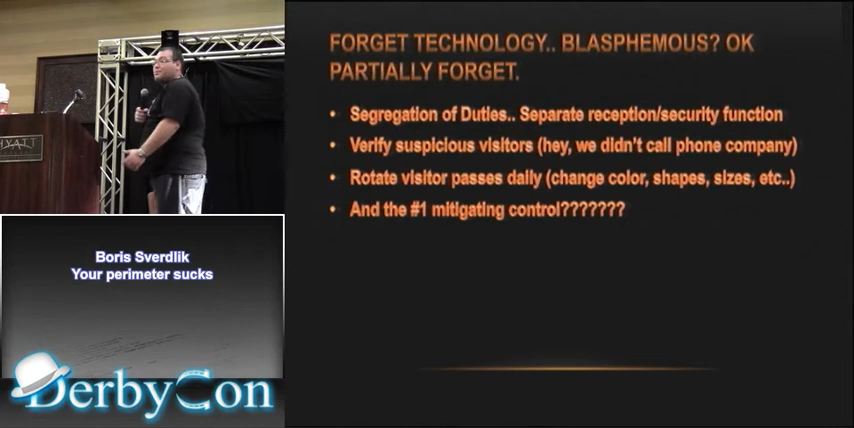 FORGET TECHNOLOGY.. BLASPHEMOUS? OK
PARTIALLY FORGET.
• Segregation of Duties.. Separate reception/security function
• Verify suspicious visitors (hey, we didn't call phone company)
• Rotate visitor passes daily (change color, shapes, sizes, etc..)
• And the #1 mitigating control???????
HYATT
Boris Sverdlik
Your perimeter sucks
DerbyCon